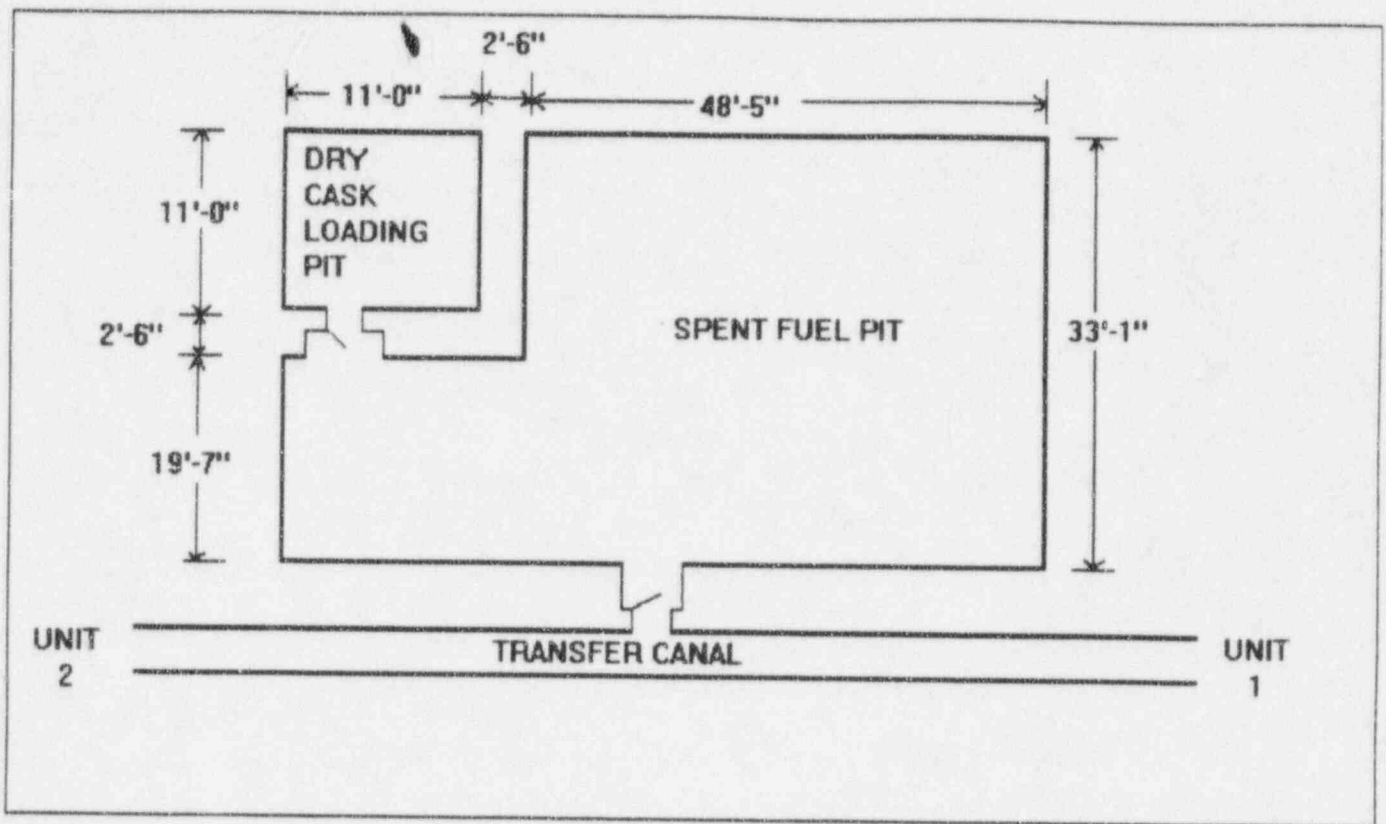 2'-6"
11'-0"
48'-5"
DRY
CASK
LOADING
PIT
11'-0"
2'-6"
SPENT FUEL PIT
33'-1"
19'-7"
UNIT
2
TRANSFER CANAL
UNIT
1